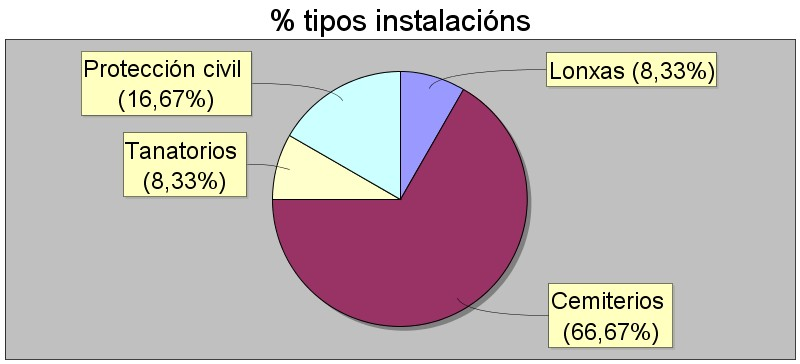 % tipos instalacións
Protección civil
(16,67%)
Lonxas (8,33%)
Tanatorios
(8,33%)
Cemiterios
(66,67%)